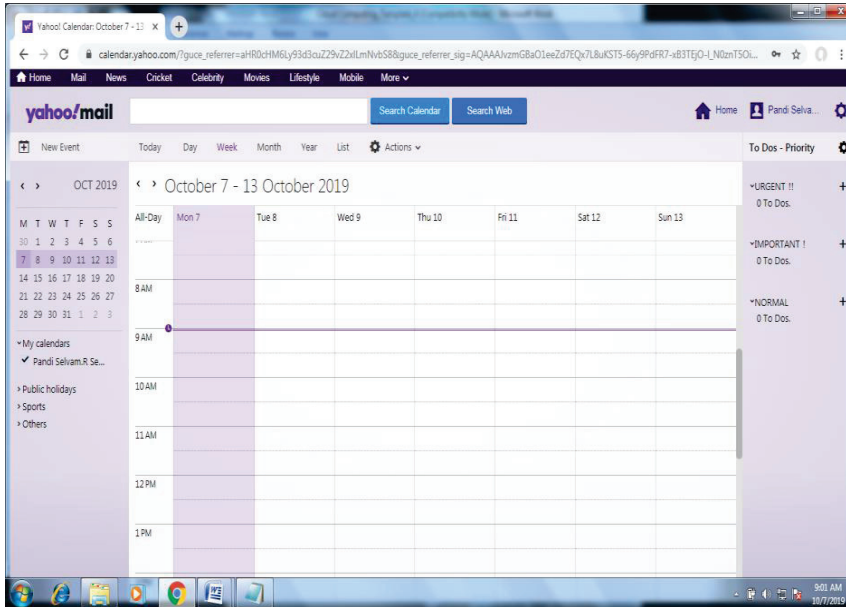 Yahoo! Calendar: October 7 - 13
calendar.yahoo.com/?guce_referrer=aHR0cHM6Ly93d3cuZ29vZ2xlLmNvbS8&guce_referrer_sig=
Home Mail News Cricket Celebrity Movies Lifestyle Mobile More
yahoo!mail Search Calendar Search Web Home Pandi Selva...
New Event Today Day Week Month Year List Actions To Dos - Priority
OCT 2019
October 7 - 13 October 2019
M T W T F S S
30 1 2 3 4 5 6
7 8 9 10 11 12 13
14 15 16 17 18 19 20
21 22 23 24 25 26 27
28 29 30 31 1 2 3
My calendars
Pandi Selvam.R Se...
Public holidays
Sports
Others
All-Day Mon 7 Tue 8 Wed 9 Thu 10 Fri 11 Sat 12 Sun 13
8 AM
9 AM
10 AM
11 AM
12 PM
1 PM
URGENT !!
0 To Dos.
IMPORTANT !
0 To Dos.
NORMAL
0 To Dos.
9:01 AM
10/7/2019